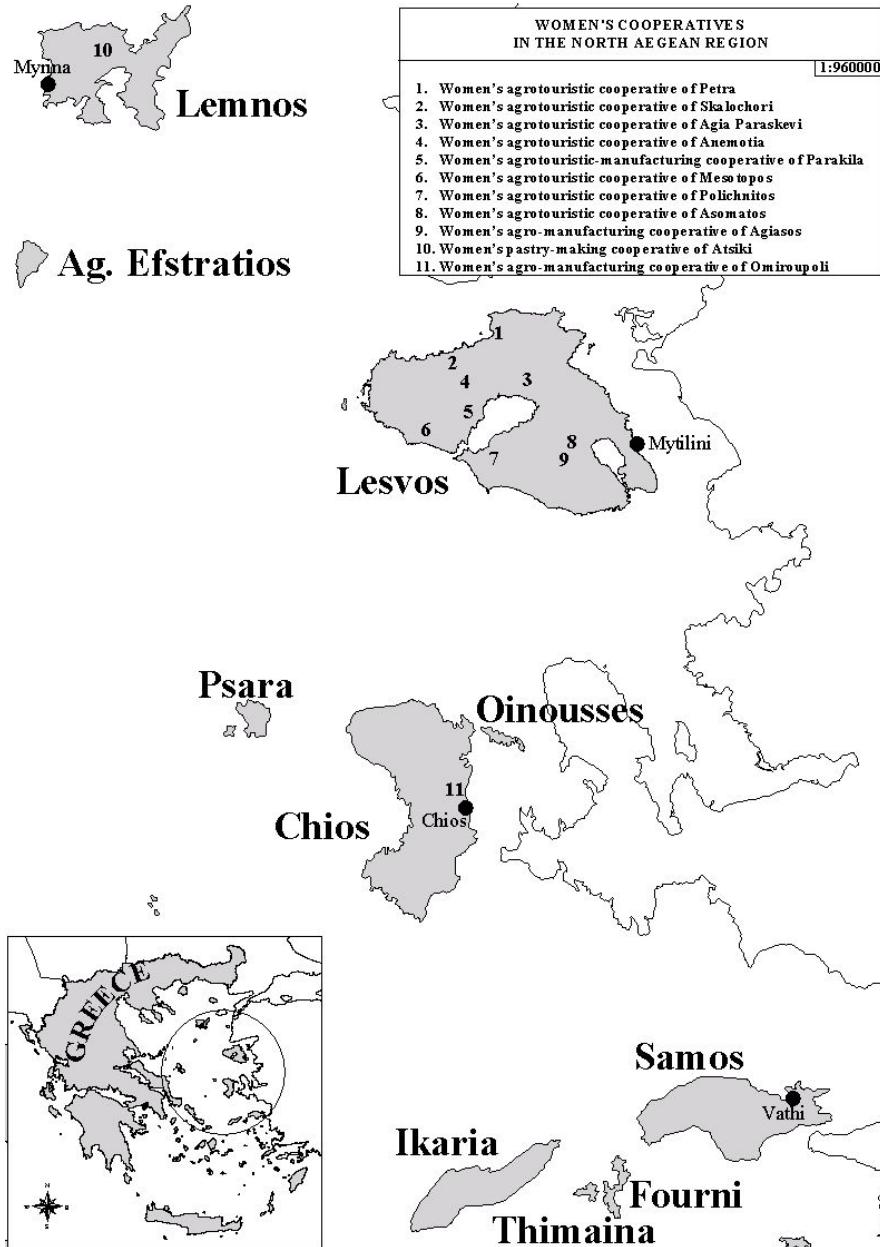 WOMEN'S COOPERATIVES
IN THE NORTH AEGEAN REGION
1:960000
1. Women's agrotouristic cooperative of Petra
2 Women's agrotouristic cooperative of Skalochori
3. Women's agrotouristic cooperative of Agia Paraskevi
4. Women's agrotouristic cooperative of Anemotia
5 Women's agrotouristic-manufacturing cooperative of Parakila
6. Women's agrotouristic cooperative of Mesotopos
7. Women's agrotouristic cooperative of Polichnitos
8. Women's agrotouristic cooperative of Asomatos
9. Women's agro-manufacturing cooperative of Agiasos
10. Women's pastry-making cooperative of Atsiki
11. Women's agro-manufacturing cooperative of Omiroupoli
10
Myrina
Lemnos
Ag. Efstratios
1
2
4
3
5
6
7
8
9
Mytilini
Lesvos
Psara
Oinousses
11
Chios
Chios
GREECE
N
W
E
S
Samos
Vathi
Ikaria
Fourni
Thimaina